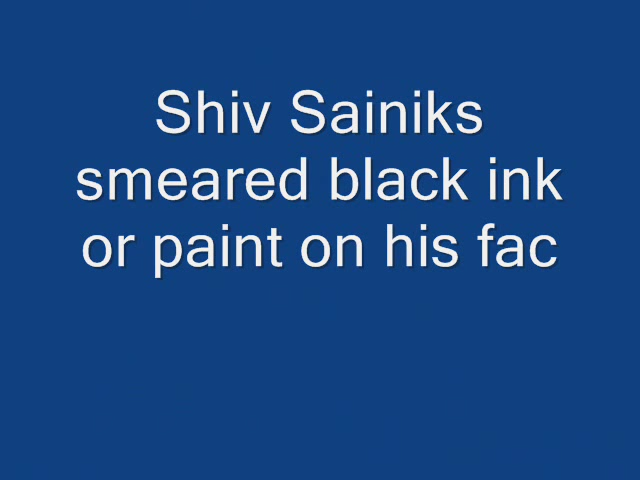 Shiv Sainiks
smeared black ink
or paint on his fac